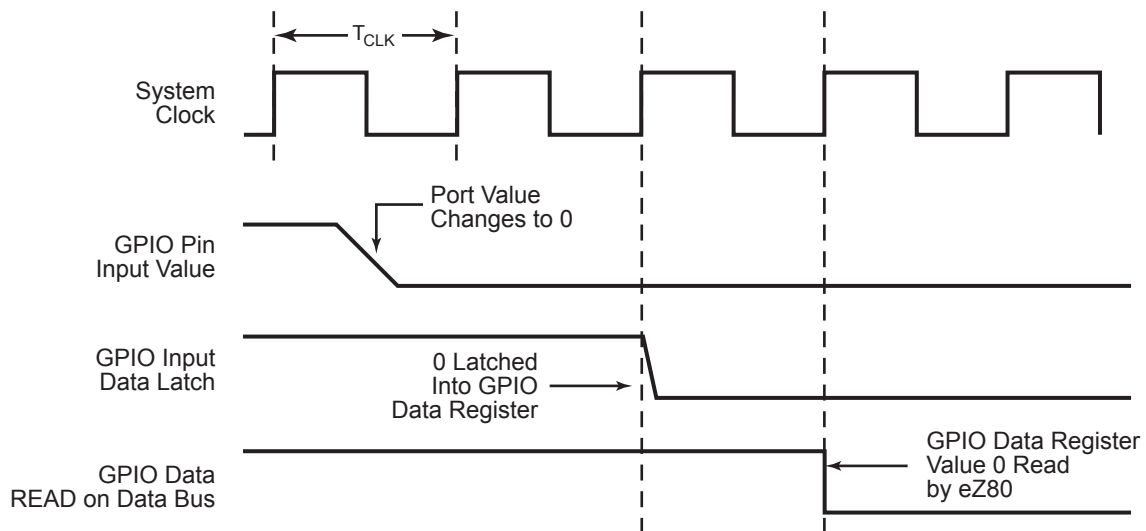 TCLK
System
Clock
Port Value
Changes to 0
GPIO Pin
Input Value
GPIO Input
Data Latch
0 Latched
Into GPIO
Data Register
GPIO Data
READ on Data Bus
GPIO Data Register
Value 0 Read
by eZ80